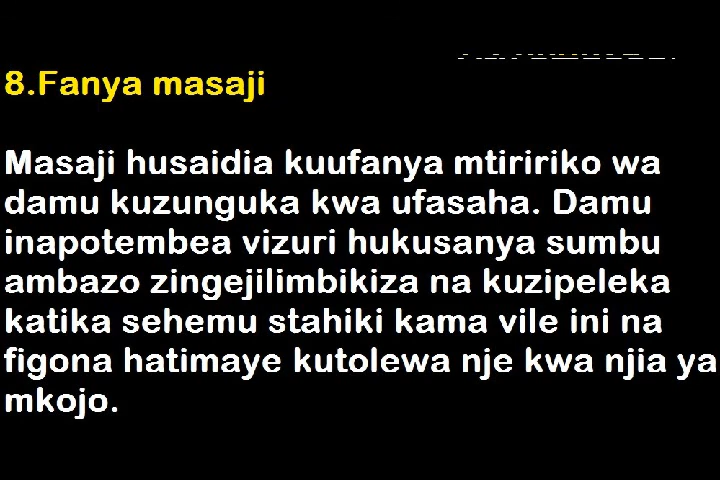 8.Fanya masaji
Masaji husaidia kuufanya mtiririko wa
damu kuzunguka kwa ufasaha. Damu
inapotembea vizuri hukusanya sumbu
ambazo zingejilimbikiza na kuzipeleka
katika sehemu stahiki kama vile ini na
figona hatimaye kutolewa nje kwa njia ya
mkojo.